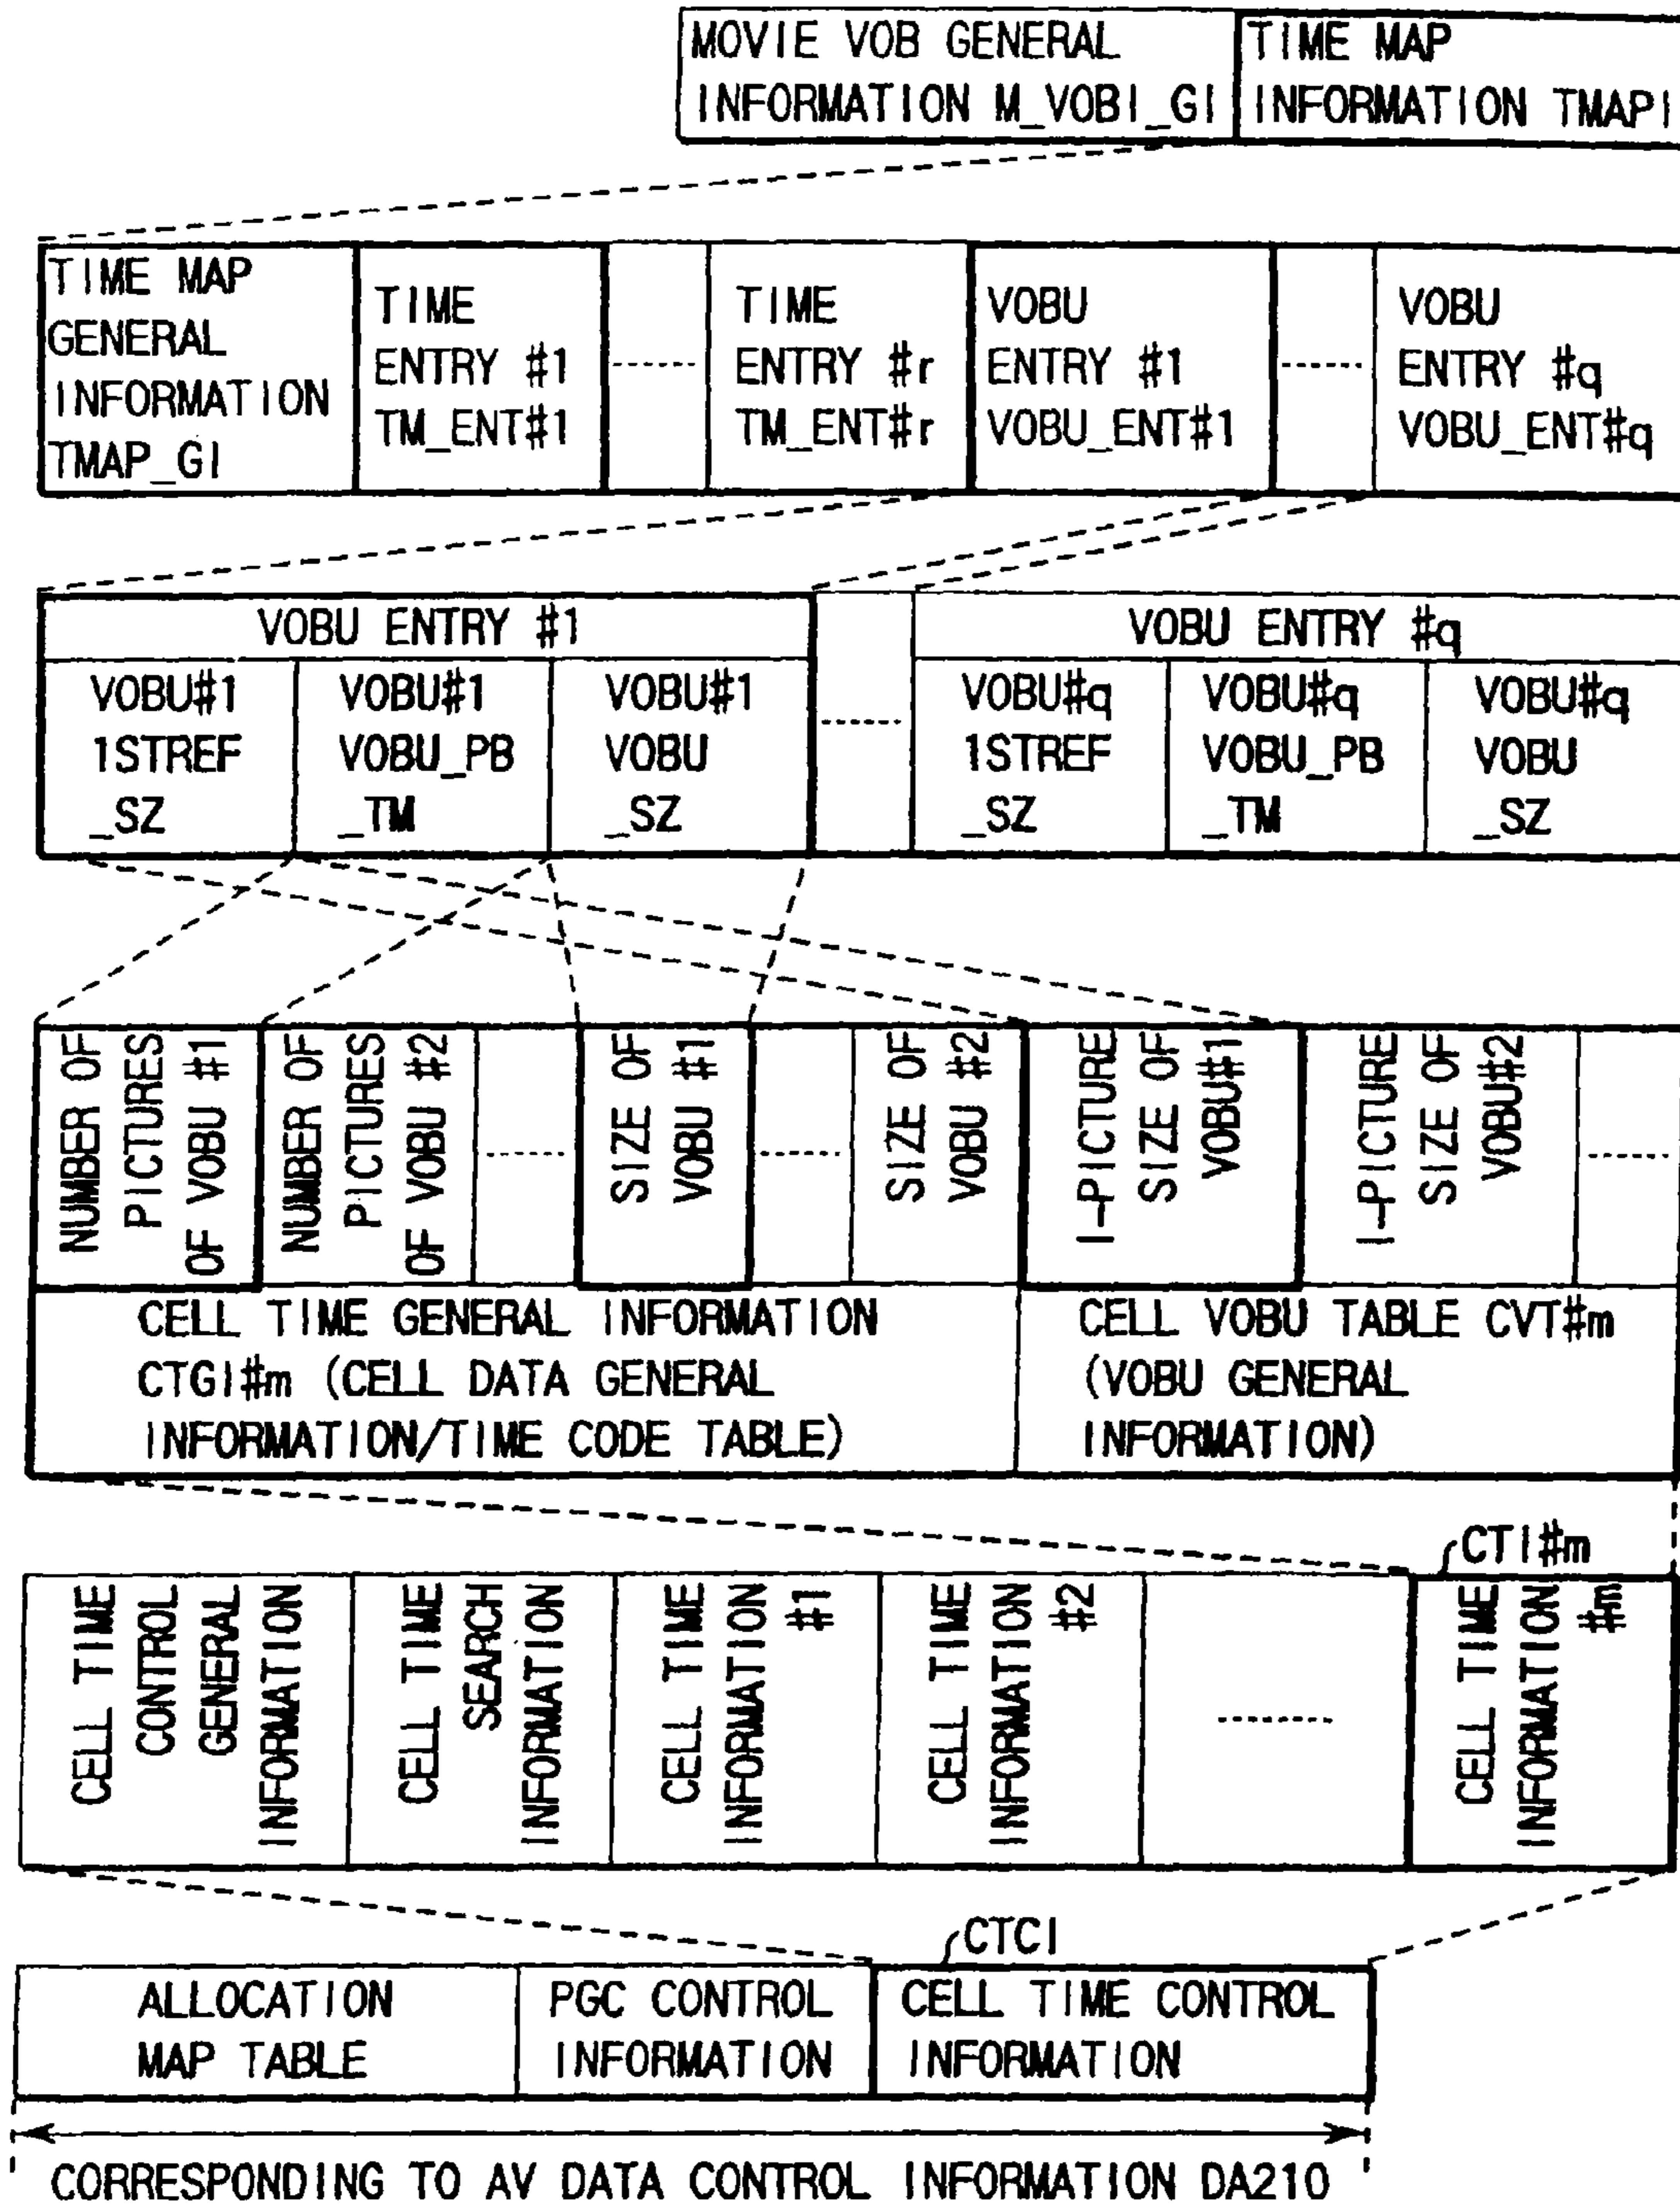 MOVIE VOB GENERAL
INFORMATION M_VOBI_GI
TIME MAP
INFORMATION TMAPI
TIME MAP
GENERAL
INFORMATION
TMAP_GI
TIME
ENTRY #1
TM_ENT#1
TIME
ENTRY #r
TM_ENT#r
VOBU
ENTRY #1
VOBU_ENT#1
VOBU
ENTRY #q
VOBU_ENT#q
VOBU ENTRY #1
VOBU#1
1STREF
_SZ
VOBU#1
VOBU_PB
_TM
VOBU#1
VOBU
_SZ
VOBU ENTRY #q
VOBU#q
1STREF
_SZ
VOBU#q
VOBU_PB
_TM
VOBU#q
VOBU
_SZ
NUMBER OF
PICTURES
OF VOBU #1
NUMBER OF
PICTURES
OF VOBU #2
SIZE OF
VOBU #1
SIZE OF
VOBU #2
I-PICTURE
SIZE OF
VOBU#1
I-PICTURE
SIZE OF
VOBU#2
CELL TIME GENERAL INFORMATION
CTGI#m (CELL DATA GENERAL
INFORMATION/TIME CODE TABLE)
CELL VOBU TABLE CVT#m
(VOBU GENERAL
INFORMATION)
CTI#m
CELL TIME
CONTROL
GENERAL
INFORMATION
CELL TIME
SEARCH
INFORMATION
CELL TIME
INFORMATION
#1
CELL TIME
INFORMATION
#2
CELL TIME
INFORMATION
#m
CTCI
ALLOCATION
MAP TABLE
PGC CONTROL
INFORMATION
CELL TIME CONTROL
INFORMATION
CORRESPONDING TO AV DATA CONTROL INFORMATION DA210